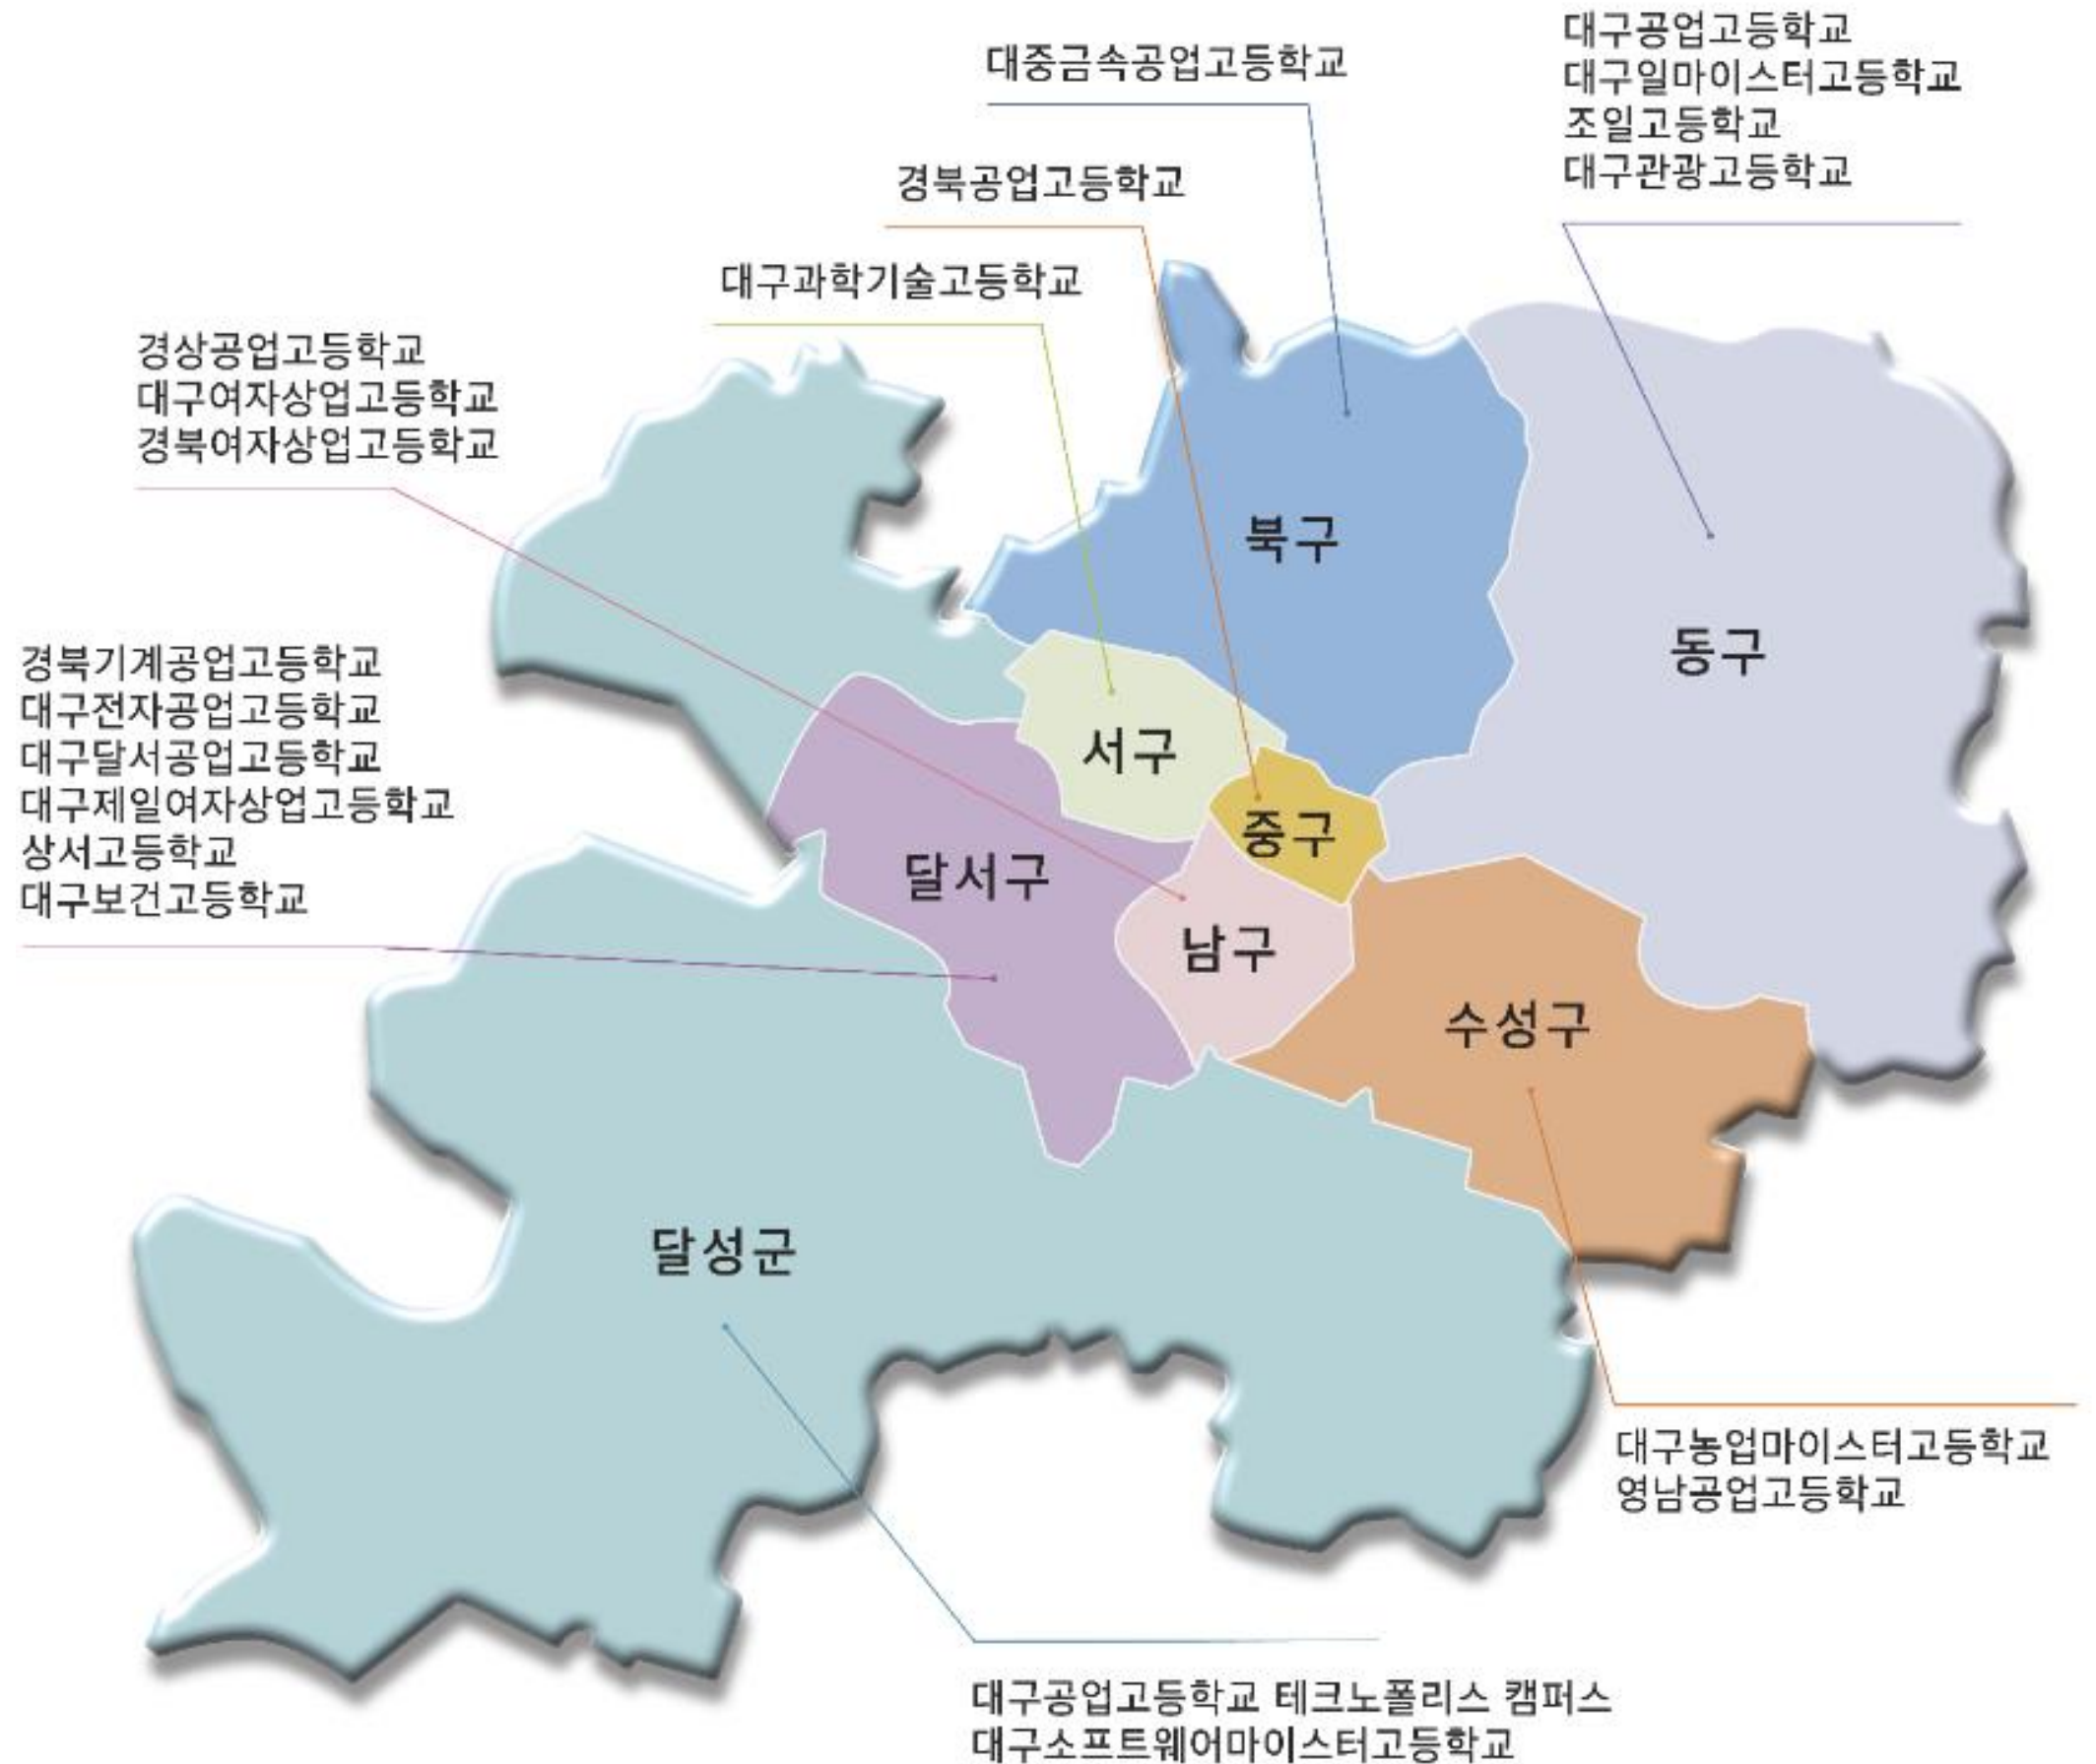 대구공업고등학교
대구일마이스터고등학교
조일고등학교
대구관광고등학교
대중금속공업고등학교
경북공업고등학교
대구과학기술고등학교
경상공업고등학교
대구여자상업고등학교
경북여자상업고등학교
북구
동구
경북기계공업고등학교
대구전자공업고등학교
대구달서공업고등학교
대구제일여자상업고등학교
상서고등학교
대구보건고등학교
서구
중구
달서구
남구
수성구
달성군
대구농업마이스터고등학교
영남공업고등학교
대구공업고등학교 테크노폴리스 캠퍼스
대구소프트웨어마이스터고등학교